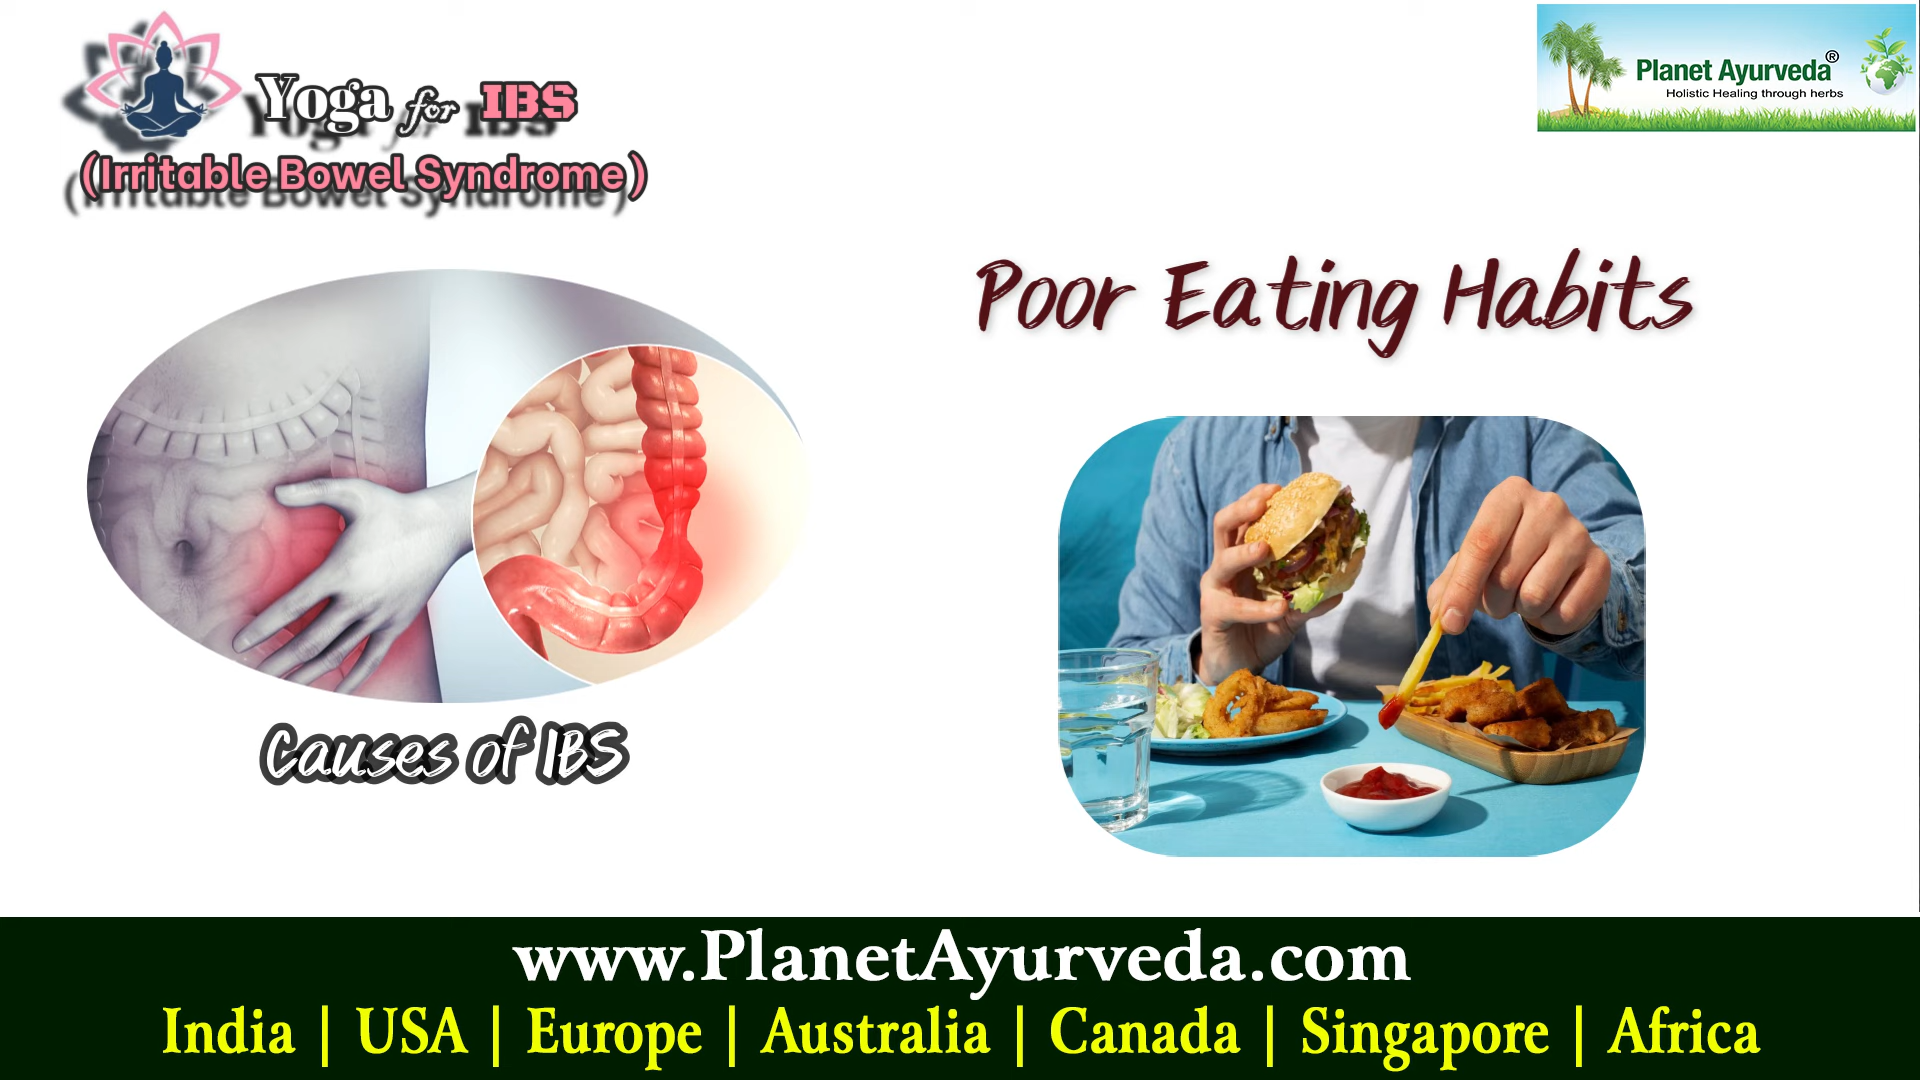 Yoga for IBS
(Irritable Bowel Syndrome)
Planet Ayurveda®
Holistic Healing through herbs
Poor Eating Habits
Causes of IBS
www.PlanetAyurveda.com
India | USA | Europe | Australia | Canada | Singapore | Africa